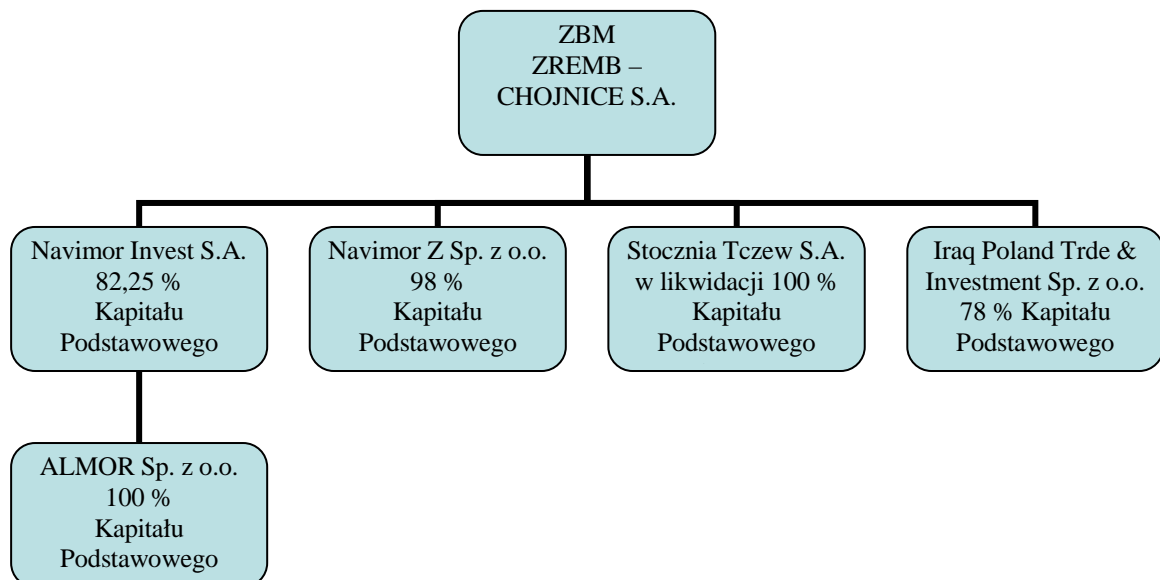 ZBM
ZREMB –
CHOJNICE S.A.
Navimor Invest S.A.
82,25 %
Kapitału
Podstawowego
Navimor Z Sp. z o.o.
98 %
Kapitału
Podstawowego
Stocznia Tczew S.A.
w likwidacji 100 %
Kapitału
Podstawowego
Iraq Poland Trde &
Investment Sp. z o.o.
78 % Kapitału
Podstawowego
ALMOR Sp. z o.o.
100 %
Kapitału
Podstawowego